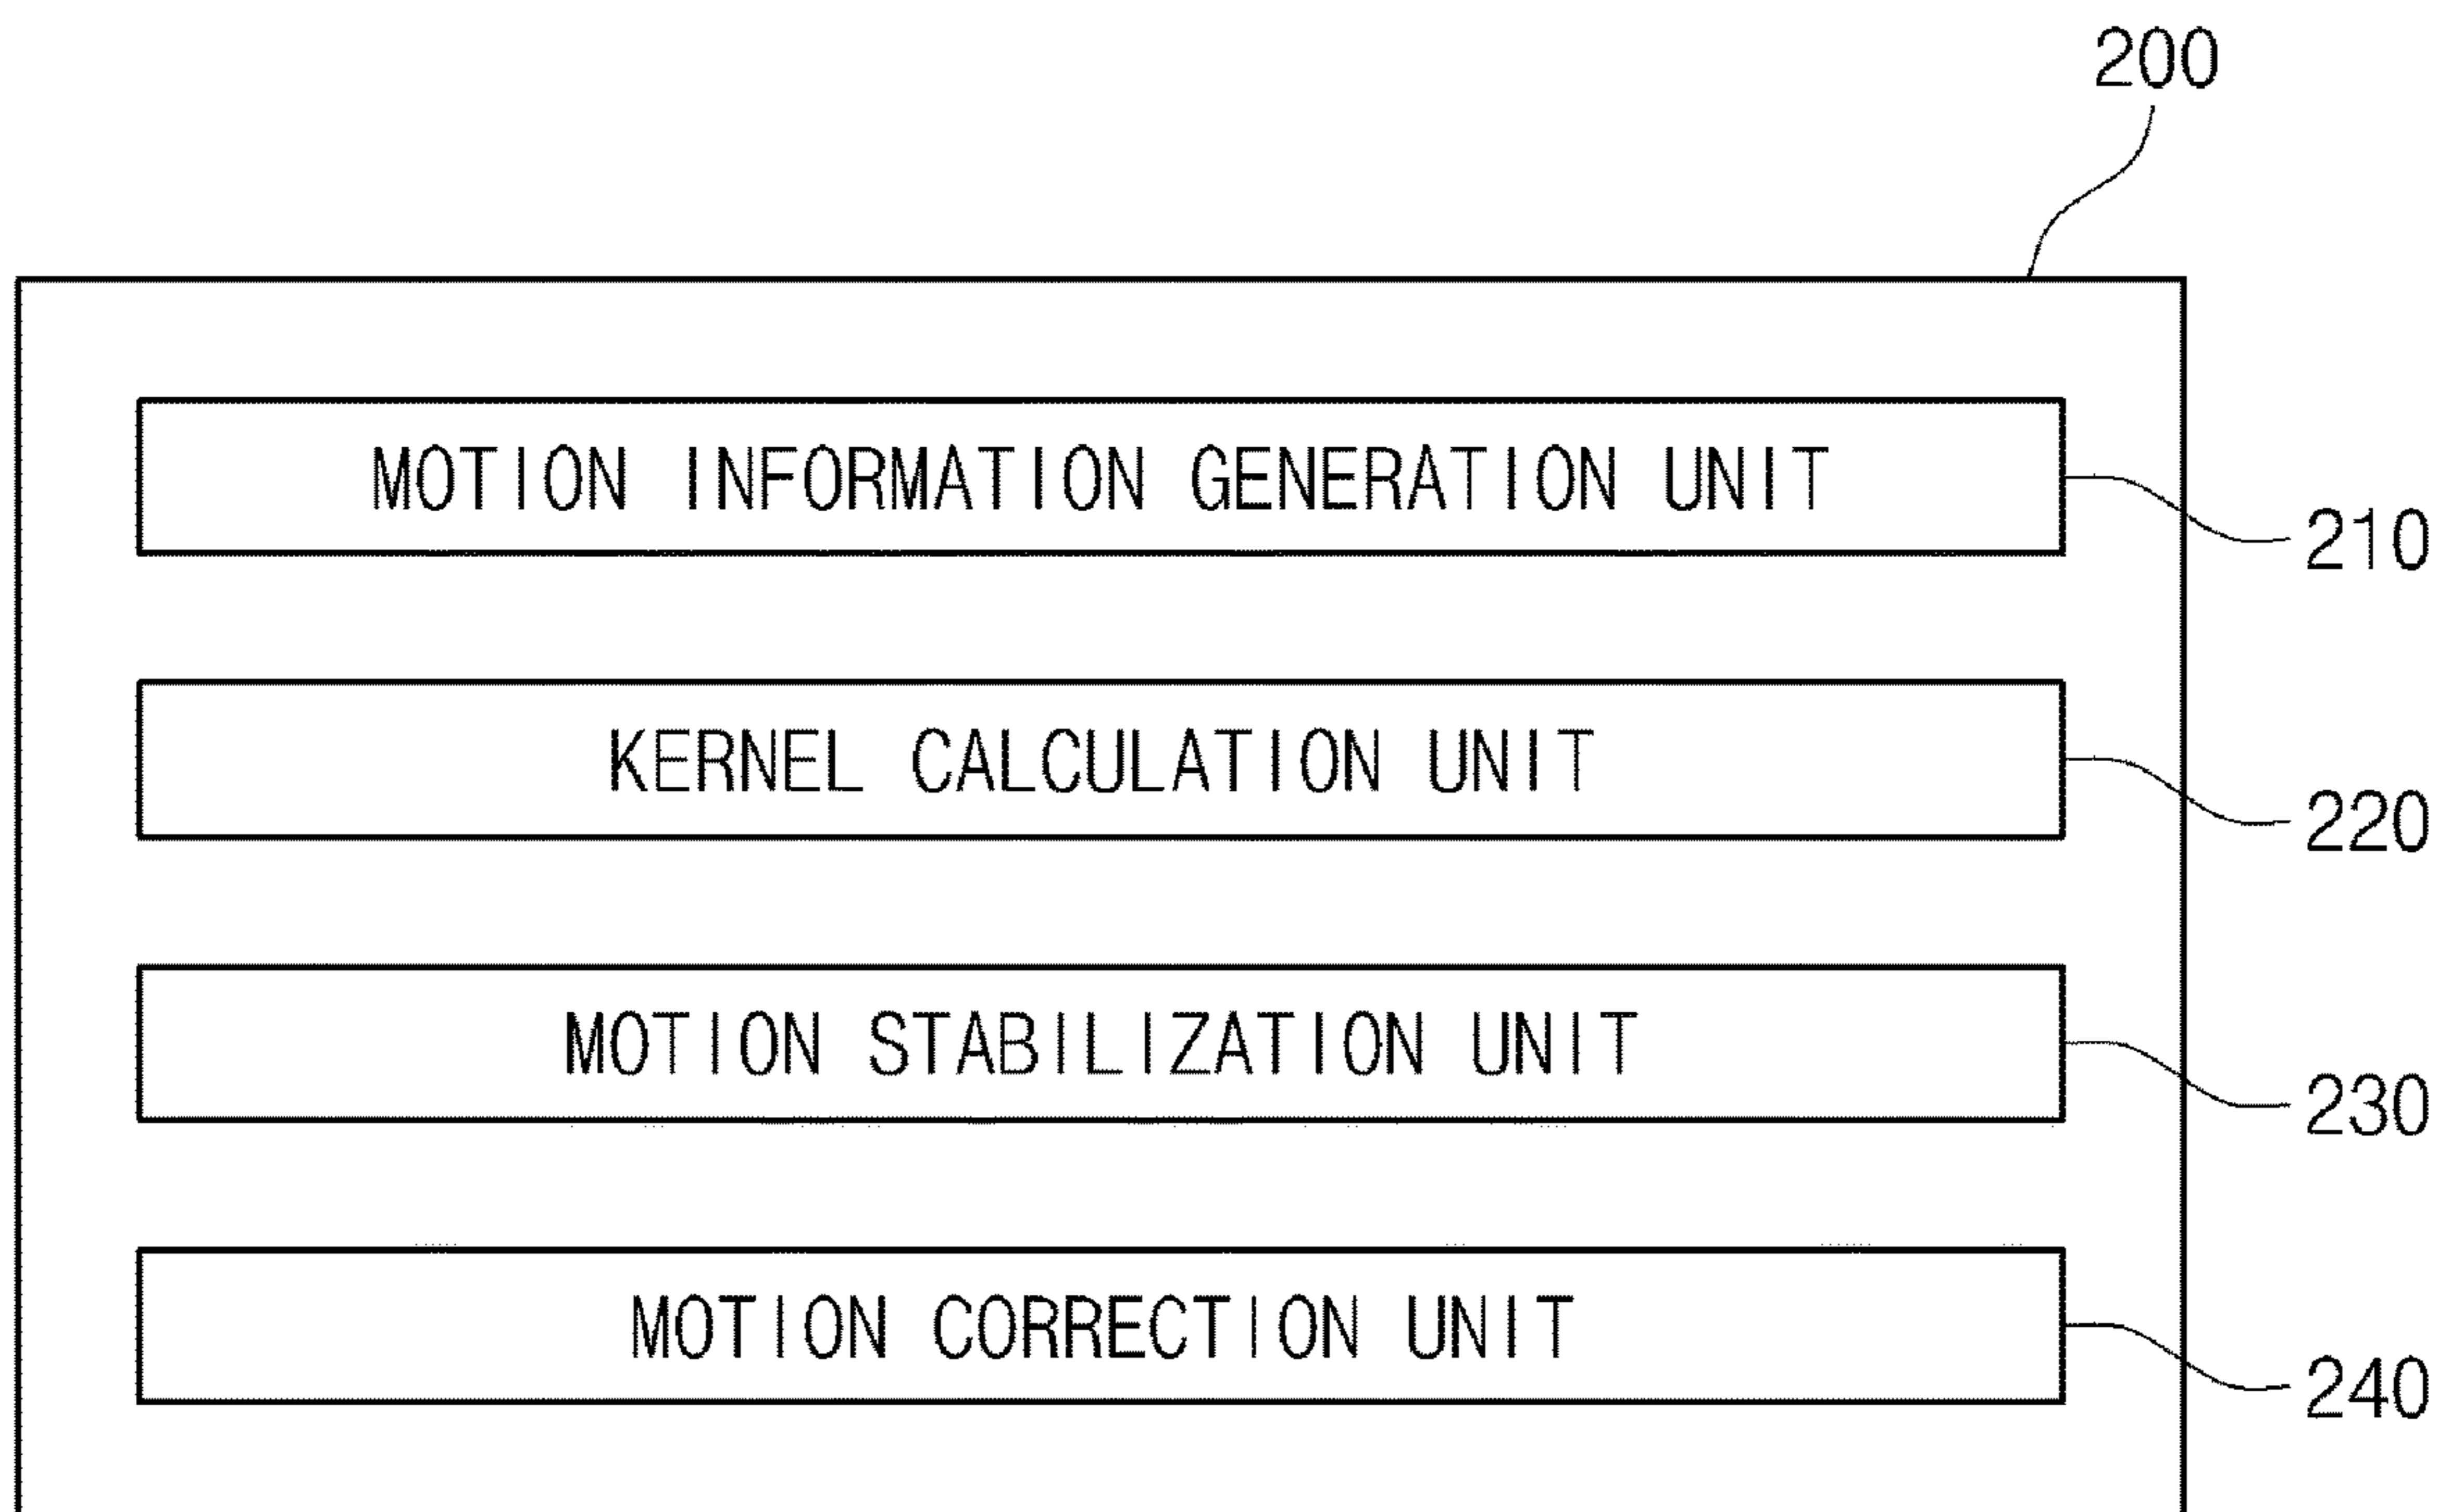 200
MOTION INFORMATION GENERATION UNIT
210
KERNEL CALCULATION UNIT
220
MOTION STABILIZATION UNIT
230
MOTION CORRECTION UNIT
240